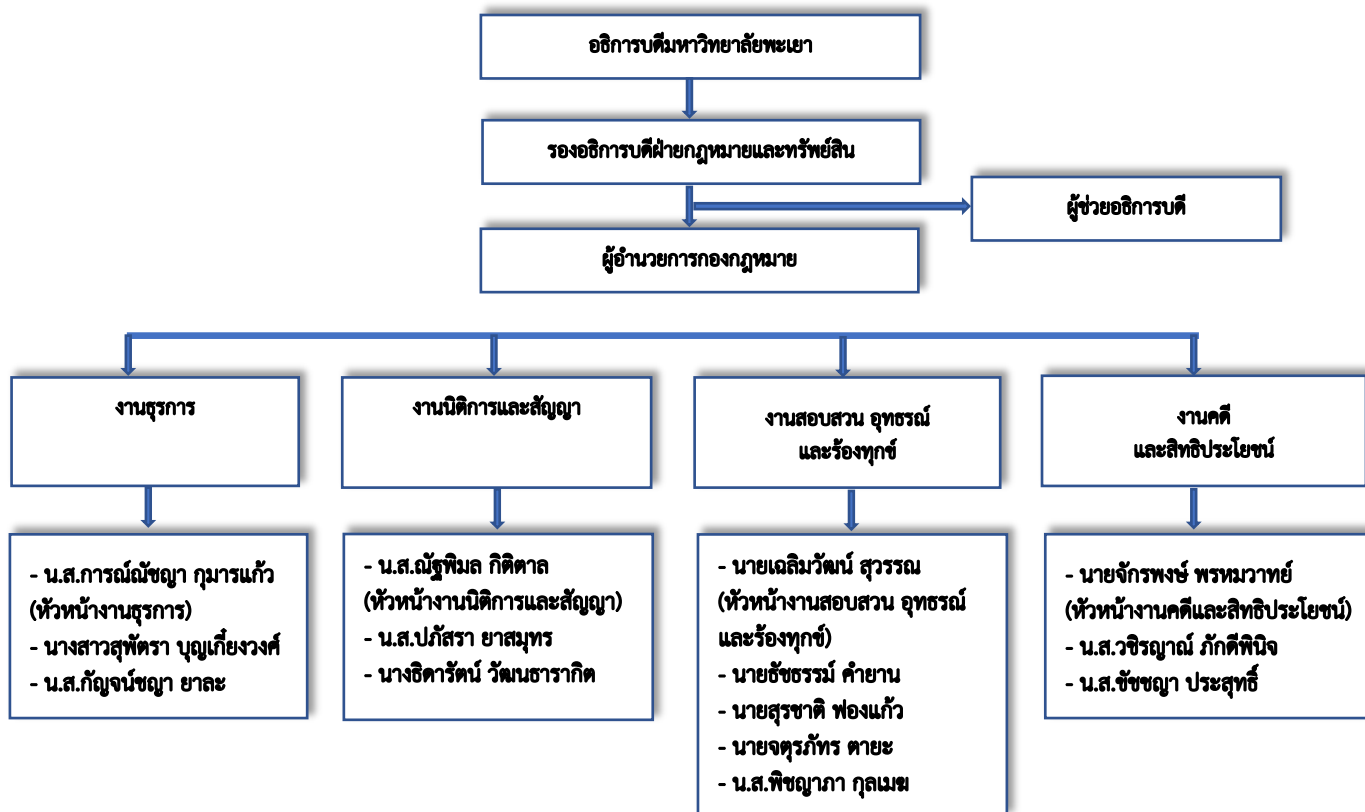 อธิการบดีมหาวิทยาลัยพะเยา
รองอธิการบดีฝ่ายกฎหมายและทรัพย์สิน
ผู้ช่วยอธิการบดี
ผู้อำนวยการกองกฎหมาย
งานธุรการ
งานนิติการและสัญญา
งานสอบสวน อุทธรณ์
และร้องทุกข์
งานคดี
และสิทธิประโยชน์
- น.ส.การณ์ณัชญา กุมารแก้ว
(หัวหน้างานธุรการ)
- นางสาวสุพัตรา บุญเกี๋ยงวงศ์
- น.ส.กัญจน์ชญา ยาละ
- น.ส.ณัฐพิมล กิติตาล
(หัวหน้างานนิติการและสัญญา)
- น.ส.ปภัสรา ยาสมุทร
- นางธิดารัตน์ วัฒนธารากิต
- นายเฉลิมวัฒน์ สุวรรณ
(หัวหน้างานสอบสวน อุทธรณ์
และร้องทุกข์)
- นายธัชธรรม์ คำยาน
- นายสุรชาติ ฟองแก้ว
- นายจตุรภัทร ตายะ
- น.ส.พิชญาภา กุลเมฆ
- นายจักรพงษ์ พรหมวาทย์
(หัวหน้างานคดีและสิทธิประโยชน์)
- น.ส.วชิรญาณ์ ภักดีพินิจ
- น.ส.ชัชชญา ประสุทธิ์